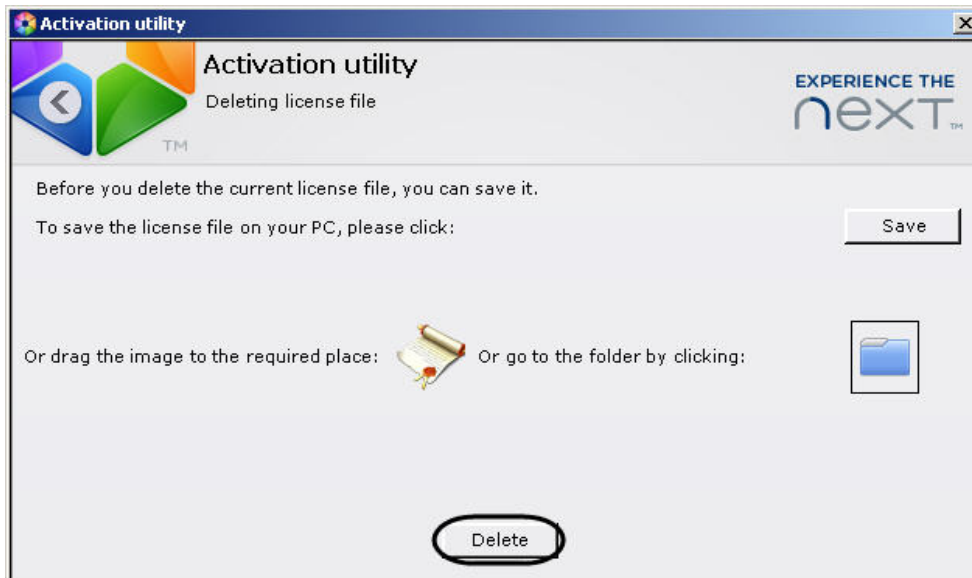 Activation utility
Activation utility
Deleting license file
EXPERIENCE THE
next™
TM
Before you delete the current license file, you can save it.
To save the license file on your PC, please click:
Save
Or drag the image to the required place:
Or go to the folder by clicking:
Delete